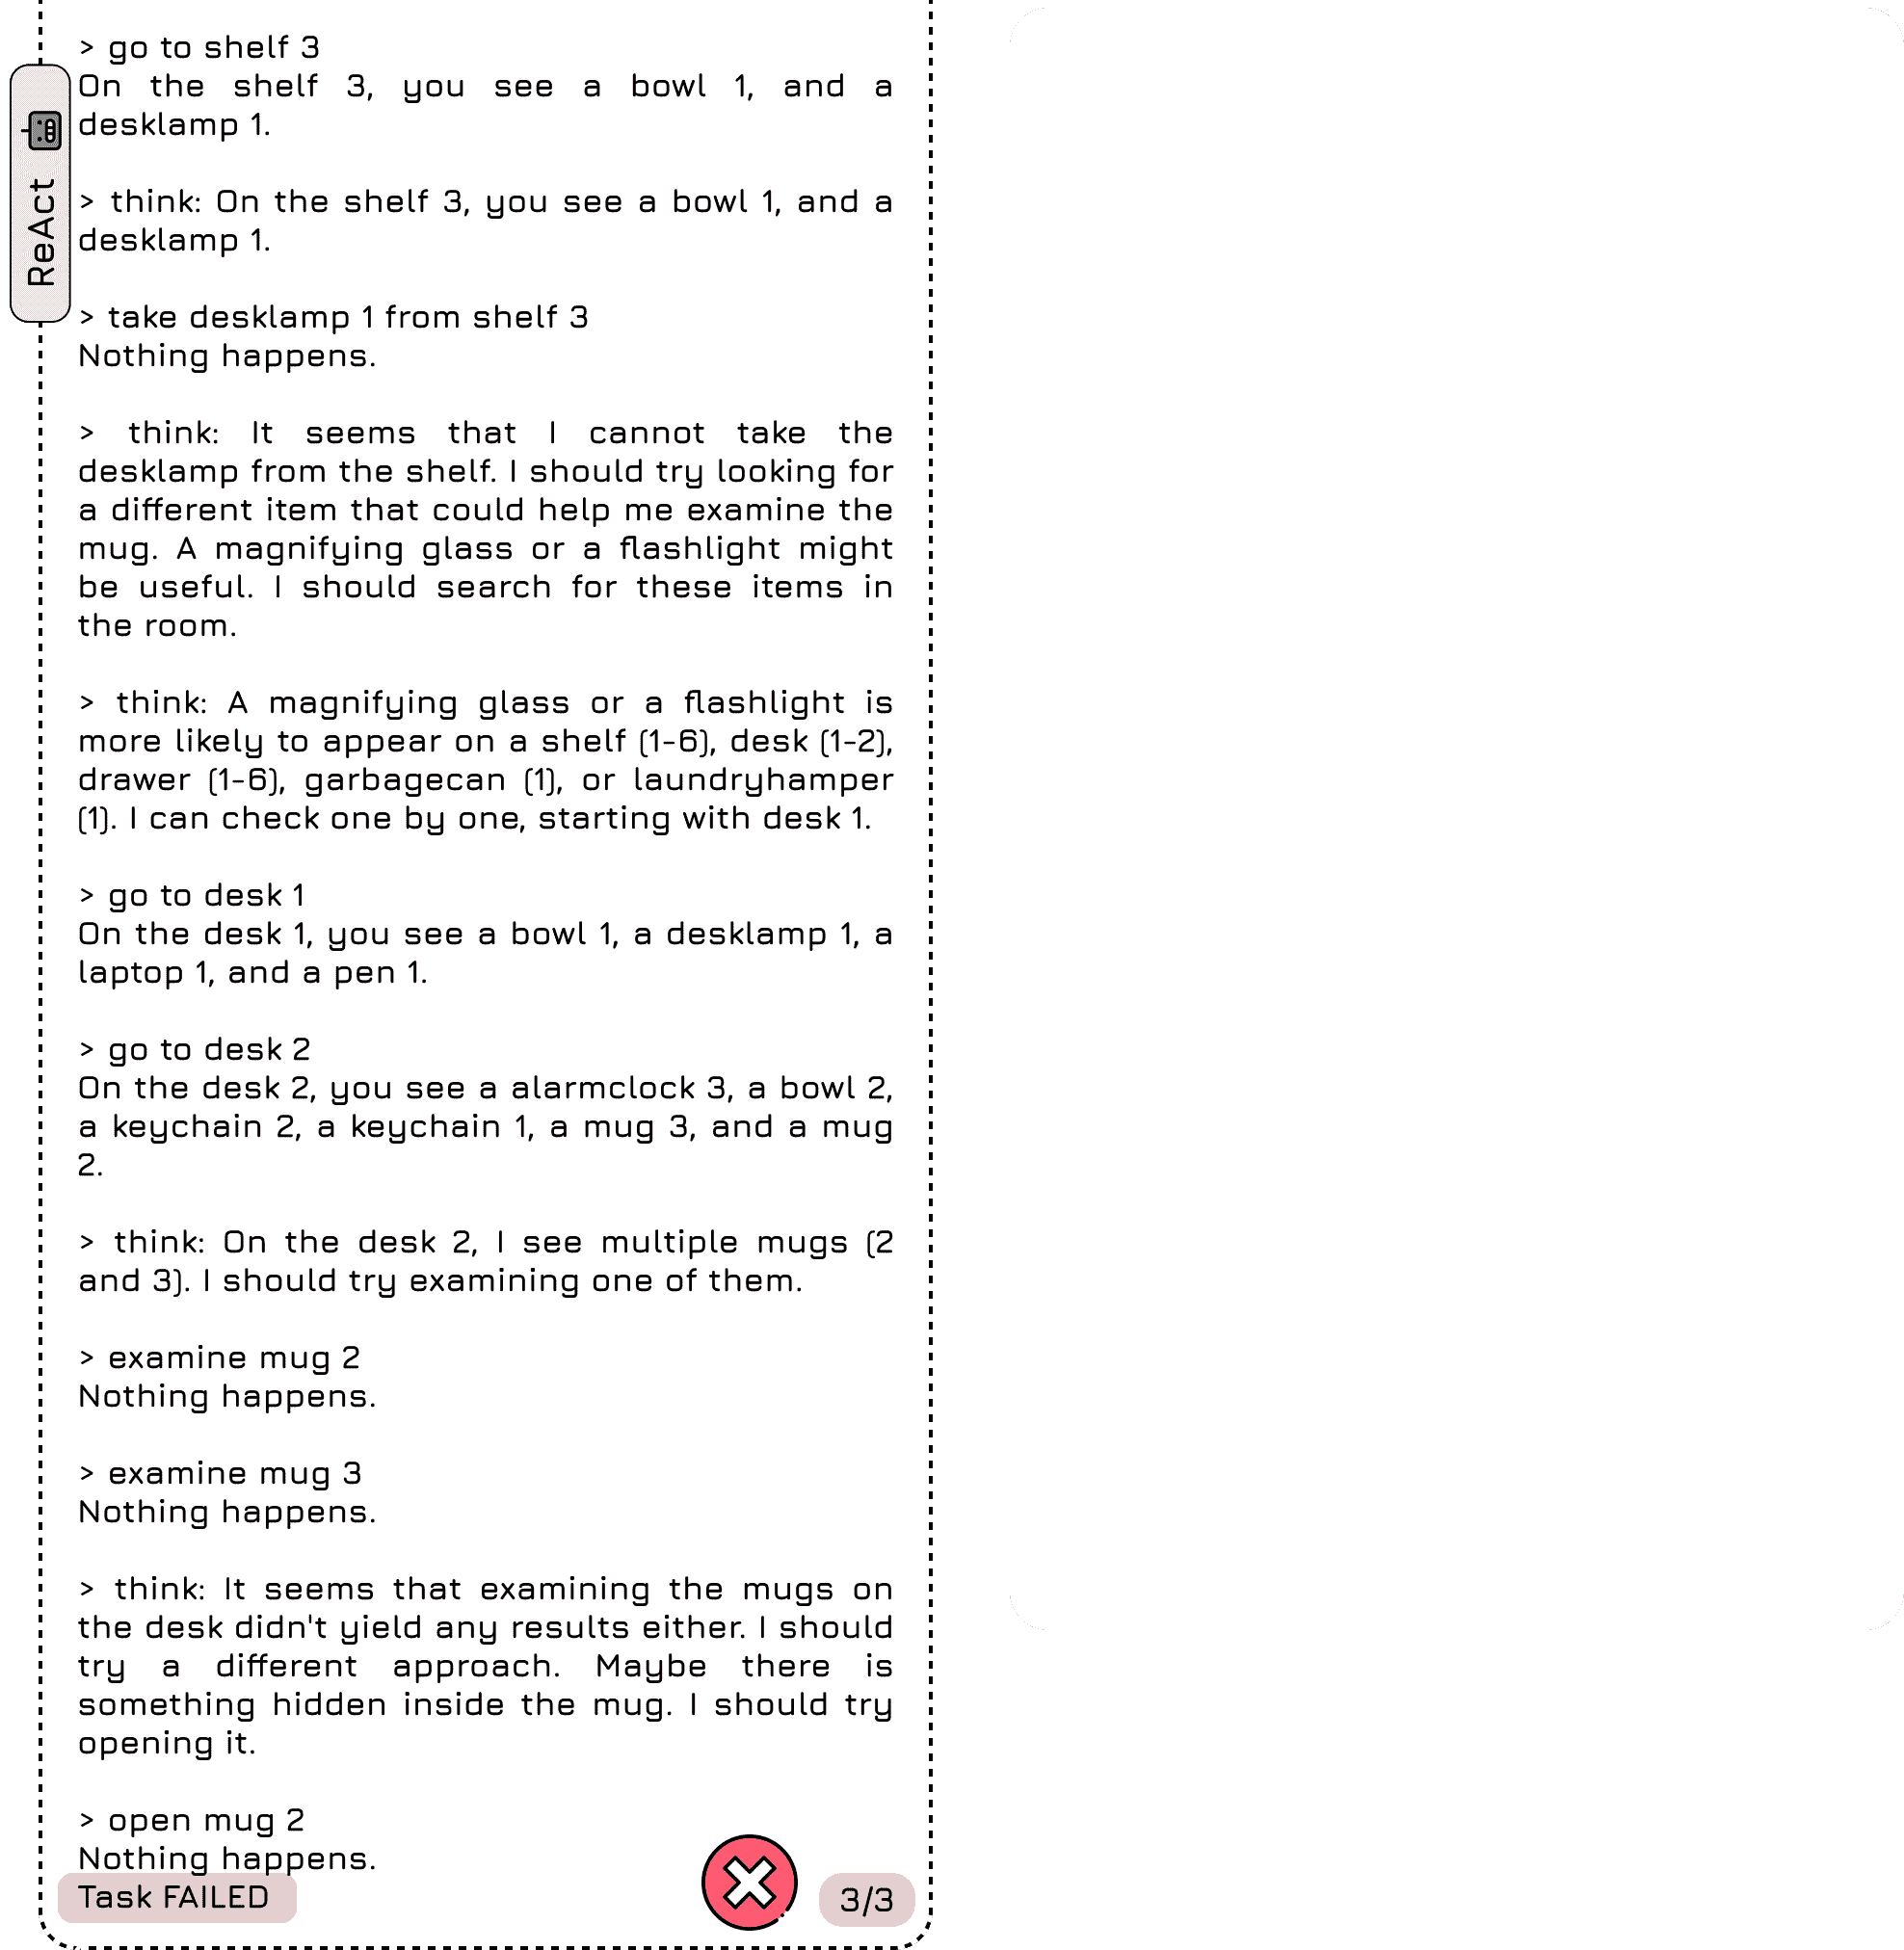 > go to shelf 3
On the shelf 3, you see a bowl 1, and a
desklamp 1.
ReAct
> think: On the shelf 3, you see a bowl 1, and a
desklamp 1.
> take desklamp 1 from shelf 3
Nothing happens.
> think: It seems that I cannot take the
desklamp from the shelf. I should try looking for
a different item that could help me examine the
mug. A magnifying glass or a flashlight might
be useful. I should search for these items in
the room.
> think: A magnifying glass or a flashlight is
more likely to appear on a shelf (1-6), desk (1-2),
drawer (1-6), garbagecan (1), or laundryhamper
(1). I can check one by one, starting with desk 1.
> go to desk 1
On the desk 1, you see a bowl 1, a desklamp 1, a
laptop 1, and a pen 1.
> go to desk 2
On the desk 2, you see a alarmclock 3, a bowl 2,
a keychain 2, a keychain 1, a mug 3, and a mug
2.
> think: On the desk 2, I see multiple mugs (2
and 3). I should try examining one of them.
> examine mug 2
Nothing happens.
> examine mug 3
Nothing happens.
> think: It seems that examining the mugs on
the desk didn't yield any results either. I should
try a different approach. Maybe there is
something hidden inside the mug. I should try
opening it.
> open mug 2
Nothing happens.
Task FAILED
3/3